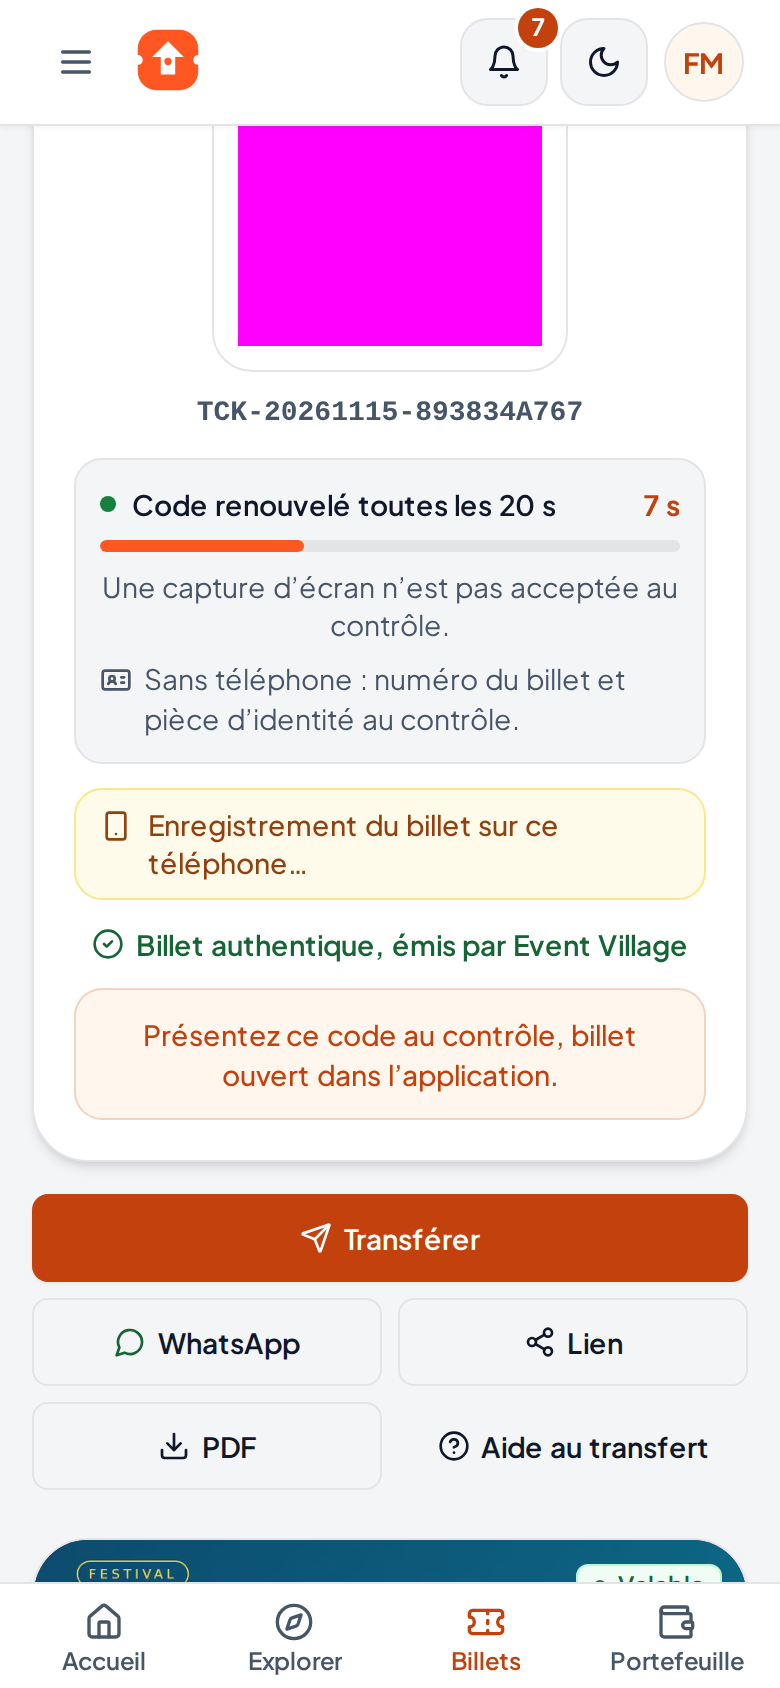 7
FM
TCK-20261115-893834A767
Code renouvelé toutes les 20 s
7 s
Une capture d’écran n’est pas acceptée au
contrôle.
Sans téléphone : numéro du billet et
pièce d’identité au contrôle.
Enregistrement du billet sur ce
téléphone…
Billet authentique, émis par Event Village
Présentez ce code au contrôle, billet
ouvert dans l’application.
Transférer
WhatsApp
Lien
PDF
Aide au transfert
FESTIVAL
Accueil
Explorer
Billets
Portefeuille